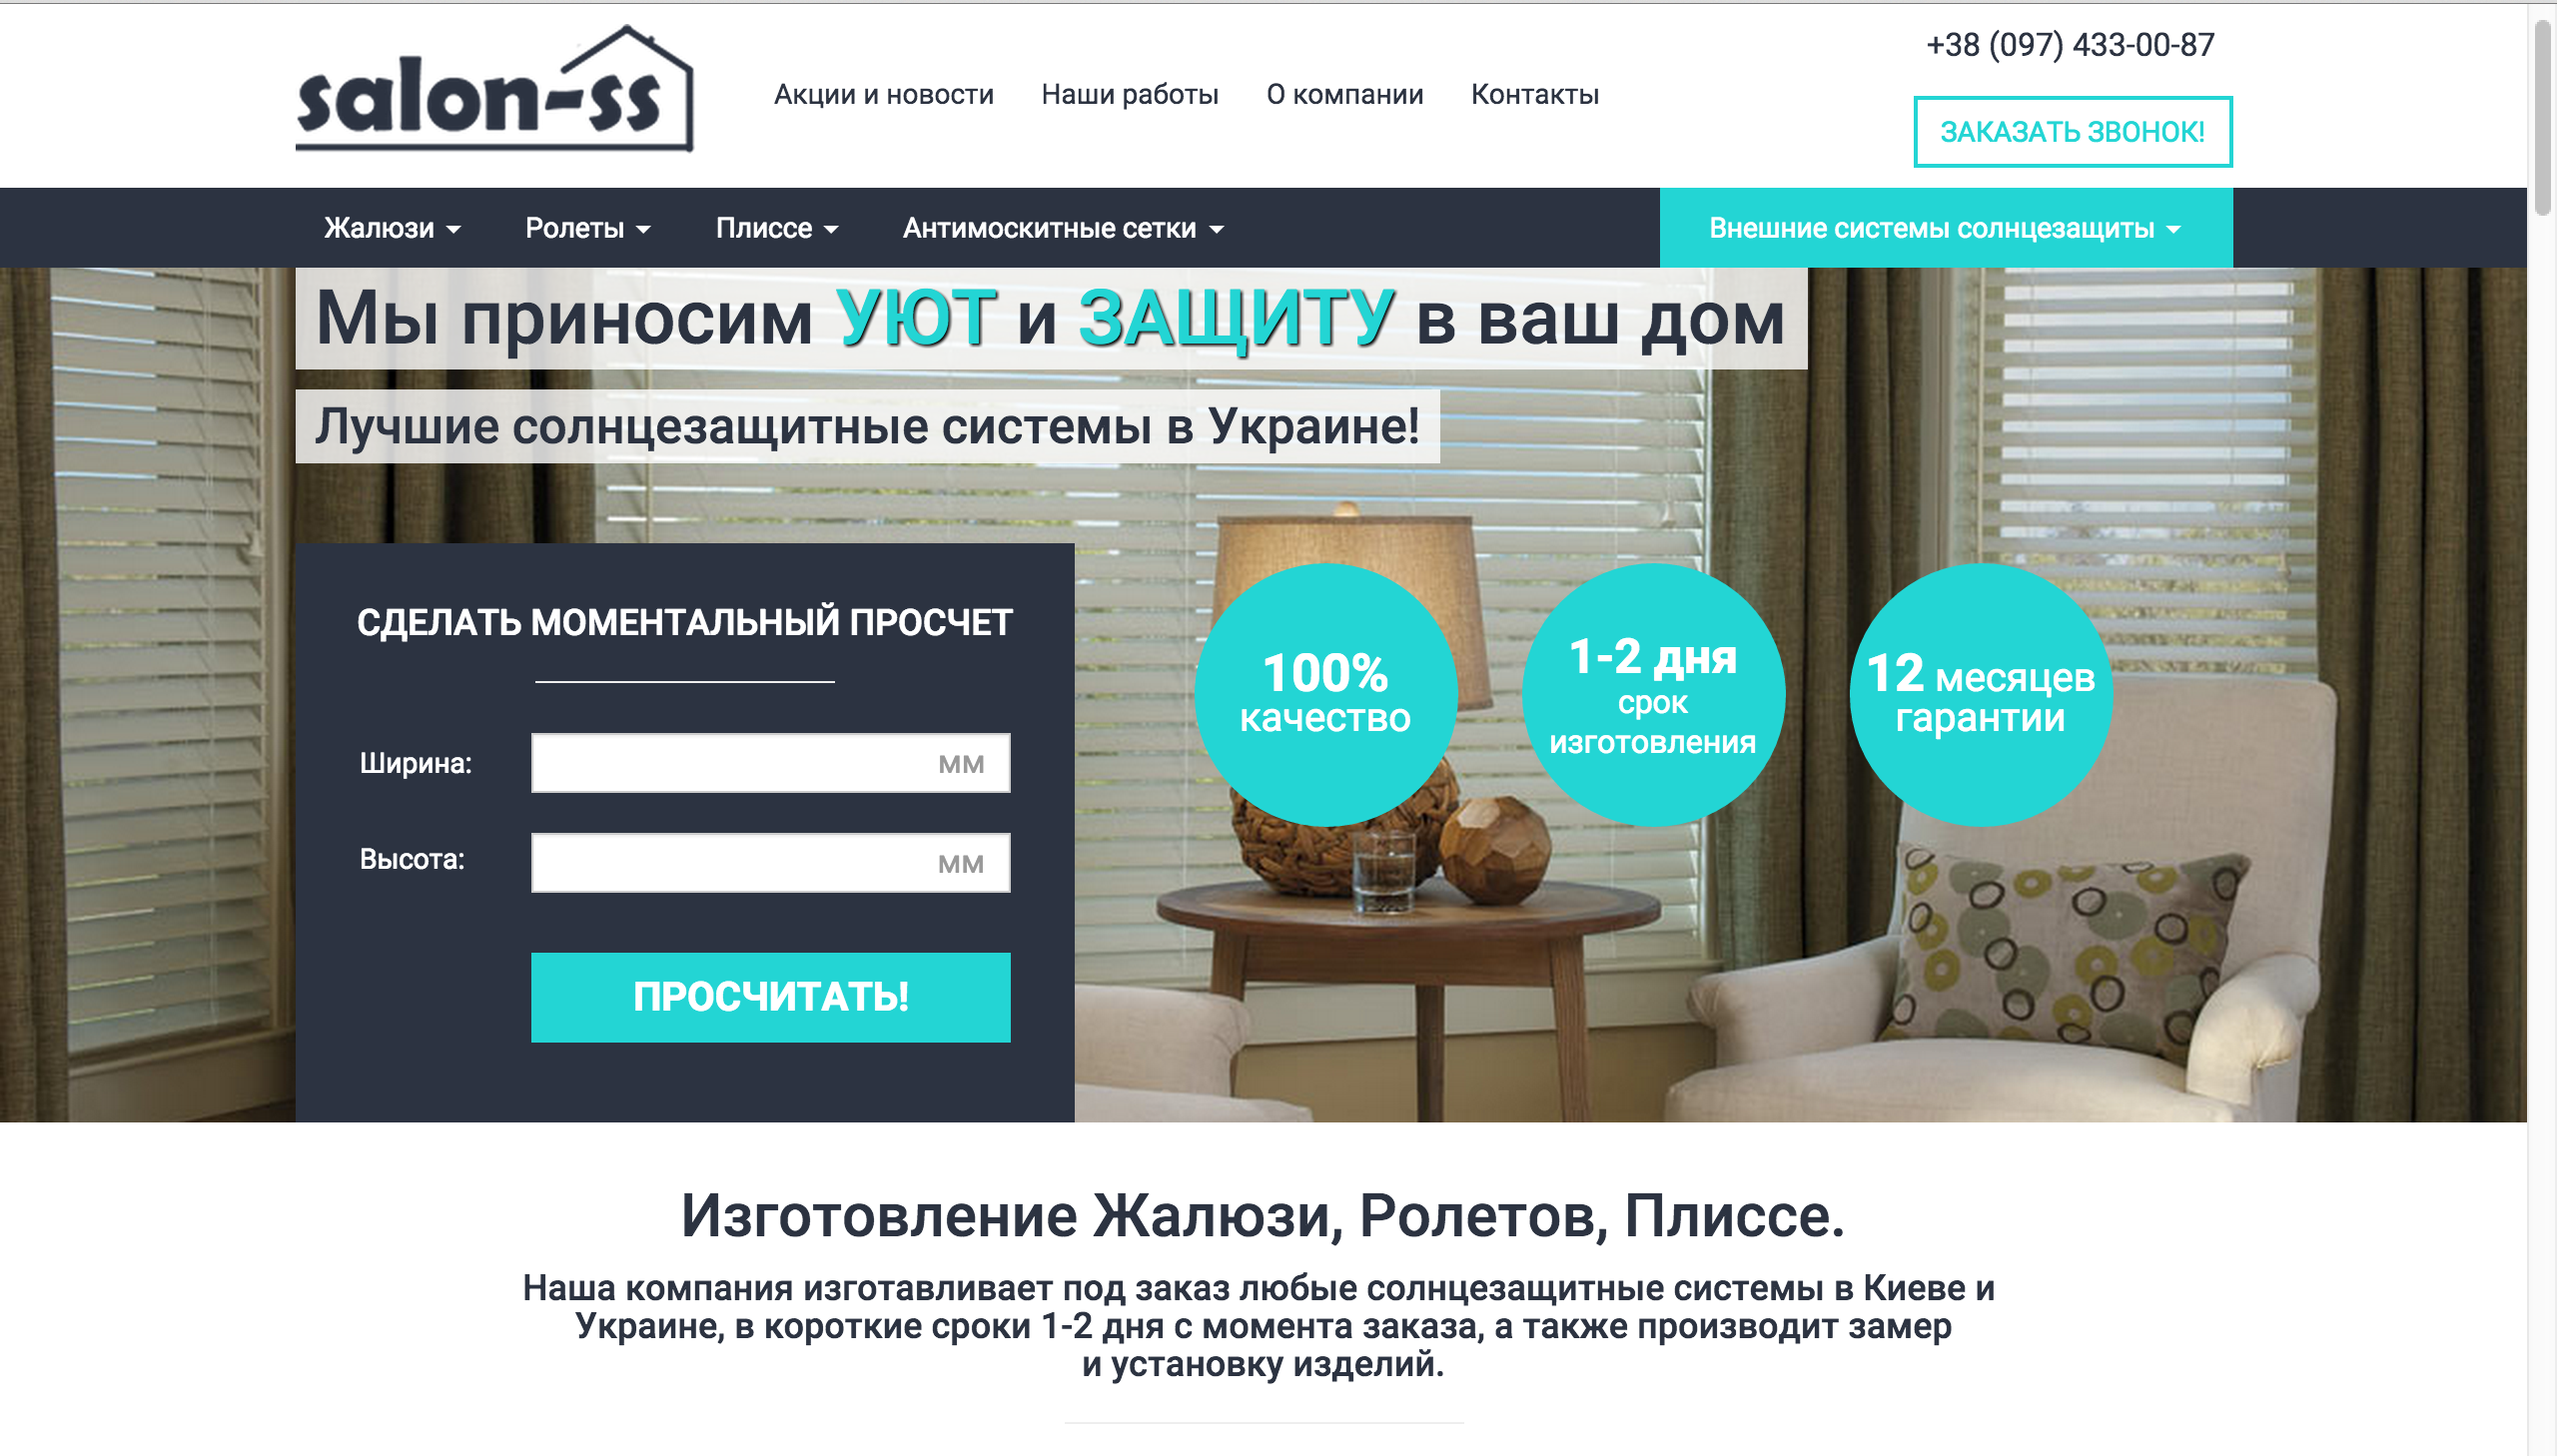 salon-ss
Акции и новости
Наши работы
О компании
Контакты
+38 (097) 433-00-87
ЗАКАЗАТЬ ЗВОНОК!
Жалюзи
Ролеты
Плиссе
Антимоскитные сетки
Внешние системы солнцезащиты
Мы приносим УЮТ и ЗАЩИТУ в ваш дом
Лучшие солнцезащитные системы в Украине!
СДЕЛАТЬ МОМЕНТАЛЬНЫЙ ПРОСЧЕТ
Ширина:
мм
Высота:
мм
ПРОСЧИТАТЬ!
100%
качество
1-2 дня
срок
изготовления
12 месяцев
гарантии
Изготовление Жалюзи, Ролетов, Плиссе.
Наша компания изготавливает под заказ любые солнцезащитные системы в Киеве и
Украине, в короткие сроки 1-2 дня с момента заказа, а также производит замер
и установку изделий.